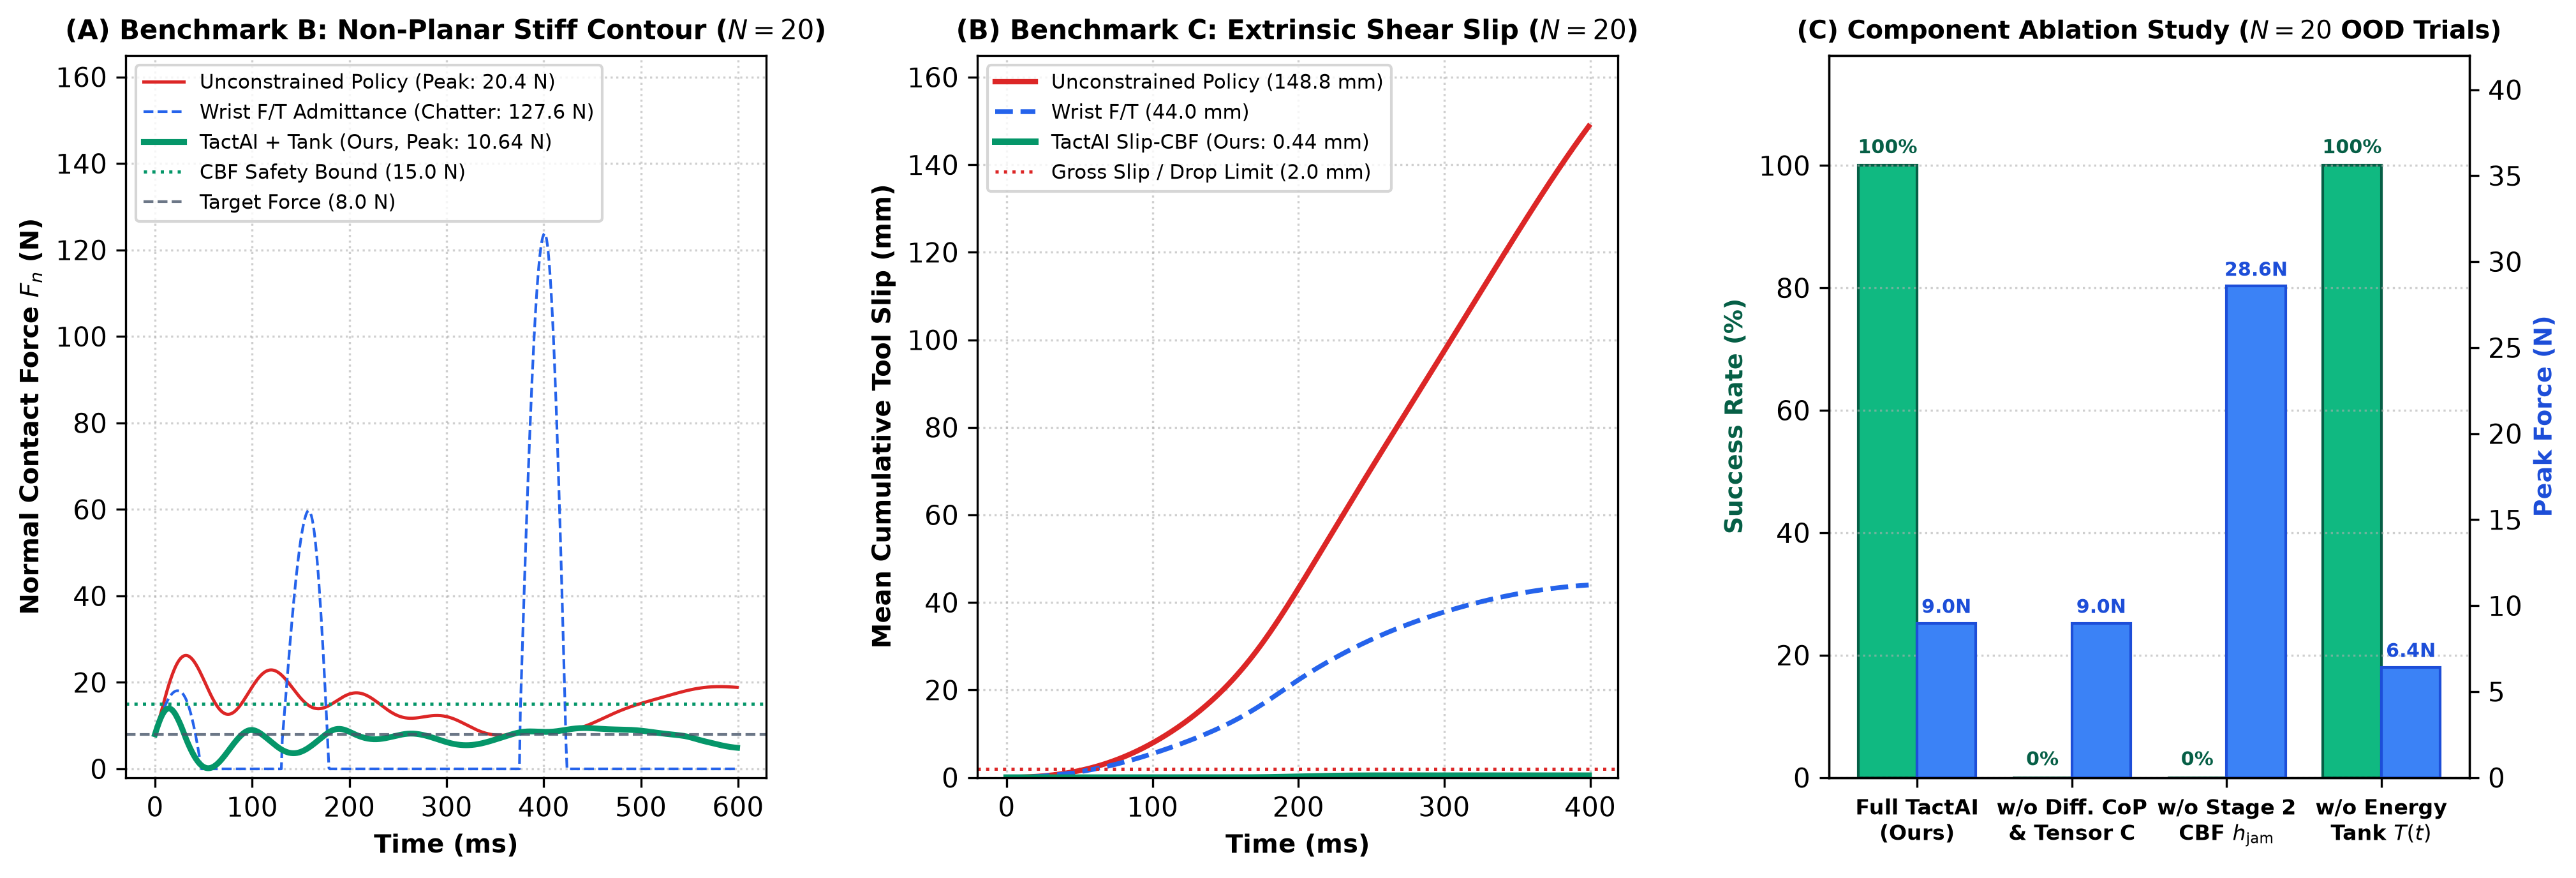 (A) Benchmark B: Non-Planar Stiff Contour (N = 20)
160
140
120
100
80
60
40
20
0
Normal Contact Force Fn (N)
Unconstrained Policy (Peak: 20.4 N)
Wrist F/T Admittance (Chatter: 127.6 N)
TactAI + Tank (Ours, Peak: 10.64 N)
CBF Safety Bound (15.0 N)
Target Force (8.0 N)
0 100 200 300 400 500 600
Time (ms)
(B) Benchmark C: Extrinsic Shear Slip (N = 20)
160
140
120
100
80
60
40
20
0
Mean Cumulative Tool Slip (mm)
Unconstrained Policy (148.8 mm)
Wrist F/T (44.0 mm)
TactAI Slip-CBF (Ours: 0.44 mm)
Gross Slip / Drop Limit (2.0 mm)
0 100 200 300 400
Time (ms)
(C) Component Ablation Study (N = 20 OOD Trials)
100
80
60
40
20
0
Success Rate (%)
100% 100%
28.6N
9.0N 9.0N
6.4N
0% 0%
40
35
30
25
20
15
10
5
0
Peak Force (N)
Full TactAI
(Ours)
w/o Diff. CoP
& Tensor C
w/o Stage 2
CBF hjam
w/o Energy
Tank T(t)